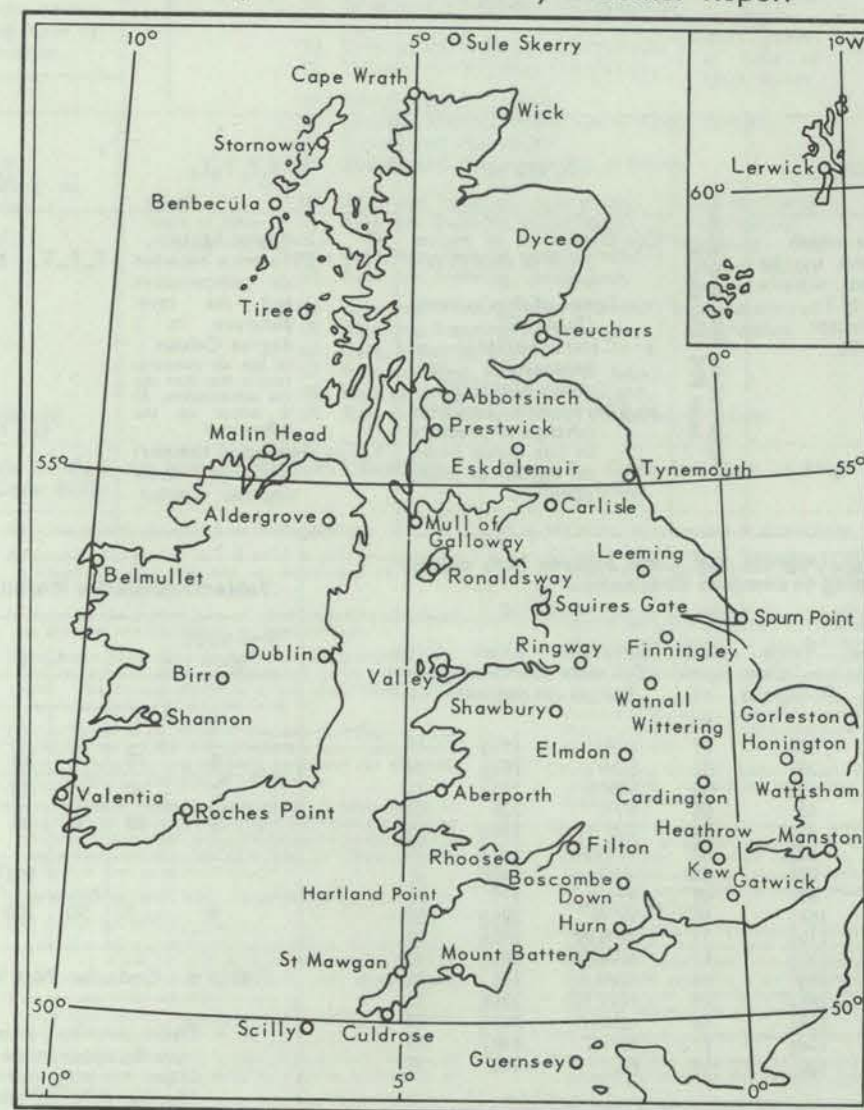 10°
5°
Sule Skerry
1°W
Cape Wrath
Wick
Stornoway
Lerwick
60°
Benbecula
Dyce
Tiree
Leuchars
0°
Abbotsinch
Prestwick
Malin Head
Eskdalemuir
Tynemouth
55°
55°
Carlisle
Aldergrove
Mull of
Galloway
Leeming
Belmullet
Ronaldsway
Squires Gate
Spurn Point
Ringway
Finningley
Dublin
Birr
Valley
Watnall
Shawbury
Wittering
Gorleston
Shannon
Elmdon
Honington
Valentia
Aberporth
Cardington
Wattisham
Roches Point
Heathrow
Manston
Rhoose
Filton
Kew
Boscombe
Down
Gatwick
Hartland Point
Hurn
St Mawgan
Mount Batten
50°
50°
Scilly
Culdrose
Guernsey
10°
5°
0°